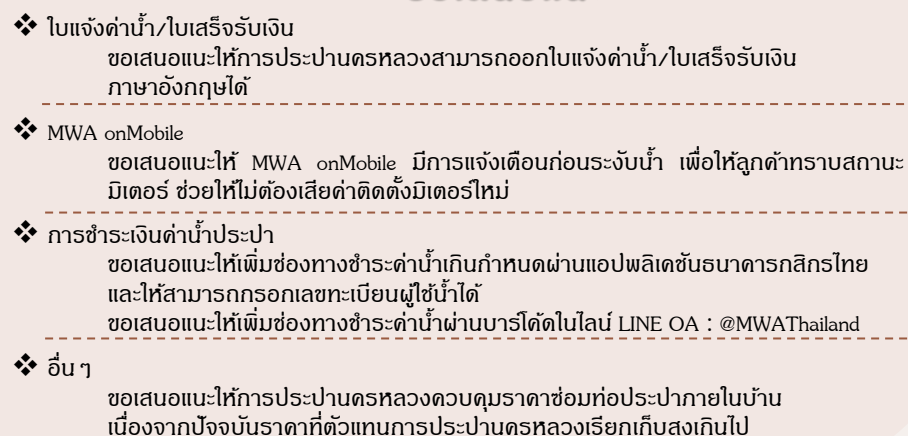 ❖ ใบแจ้งค่าน้ำ/ใบเสร็จรับเงิน
ขอเสนอแนะให้การประปานครหลวงสามารถออกใบแจ้งค่าน้ำ/ใบเสร็จรับเงิน
ภาษาอังกฤษได้
❖ MWA onMobile
ขอเสนอแนะให้ MWA onMobile มีการแจ้งเตือนก่อนระงับน้ำ เพื่อให้ลูกค้าทราบสถานะ
มิเตอร์ ช่วยให้ไม่ต้องเสียค่าติดตั้งมิเตอร์ใหม่
❖ การชำระเงินค่าน้ำประปา
ขอเสนอแนะให้เพิ่มช่องทางชำระค่าน้ำเกินกำหนดผ่านแอปพลิเคชันธนาคารกสิกรไทย
และให้สามารถกรอกเลขทะเบียนผู้ใช้น้ำได้
ขอเสนอแนะให้เพิ่มช่องทางชำระค่าน้ำผ่านบาร์โค้ดในไลน์ LINE OA : @MWAThailand
❖ อื่น ๆ
ขอเสนอแนะให้การประปานครหลวงควบคุมราคาซ่อมท่อประปาภายในบ้าน
เนื่องจากปัจจุบันราคาที่ตัวแทนการประปานครหลวงเรียกเก็บสูงเกินไป